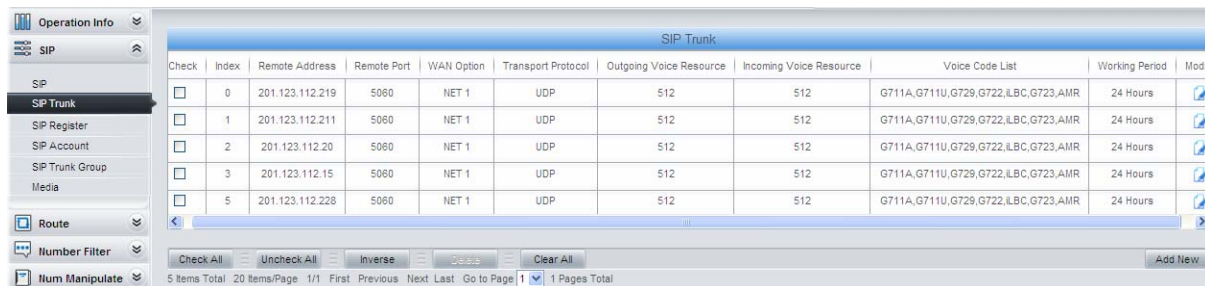 Operation Info
SIP
SIP
SIP Trunk
SIP Register
SIP Account
SIP Trunk Group
Media
Route
Number Filter
Num Manipulate
SIP Trunk
Check Index Remote Address Remote Port WAN Option Transport Protocol Outgoing Voice Resource Incoming Voice Resource Voice Code List Working Period Mod
0 201.123.112.219 5060 NET 1 UDP 512 512 G711A,G711U,G729,G722,iLBC,G723,AMR 24 Hours
1 201.123.112.211 5060 NET 1 UDP 512 512 G711A,G711U,G729,G722,iLBC,G723,AMR 24 Hours
2 201.123.112.20 5060 NET 1 UDP 512 512 G711A,G711U,G729,G722,iLBC,G723,AMR 24 Hours
3 201.123.112.15 5060 NET 1 UDP 512 512 G711A,G711U,G729,G722,iLBC,G723,AMR 24 Hours
5 201.123.112.228 5060 NET 1 UDP 512 512 G711A,G711U,G729,G722,iLBC,G723,AMR 24 Hours
Check All Uncheck All Inverse Delete Clear All Add New
5 Items Total 20 Items/Page 1/1 First Previous Next Last Go to Page 1 1 Pages Total